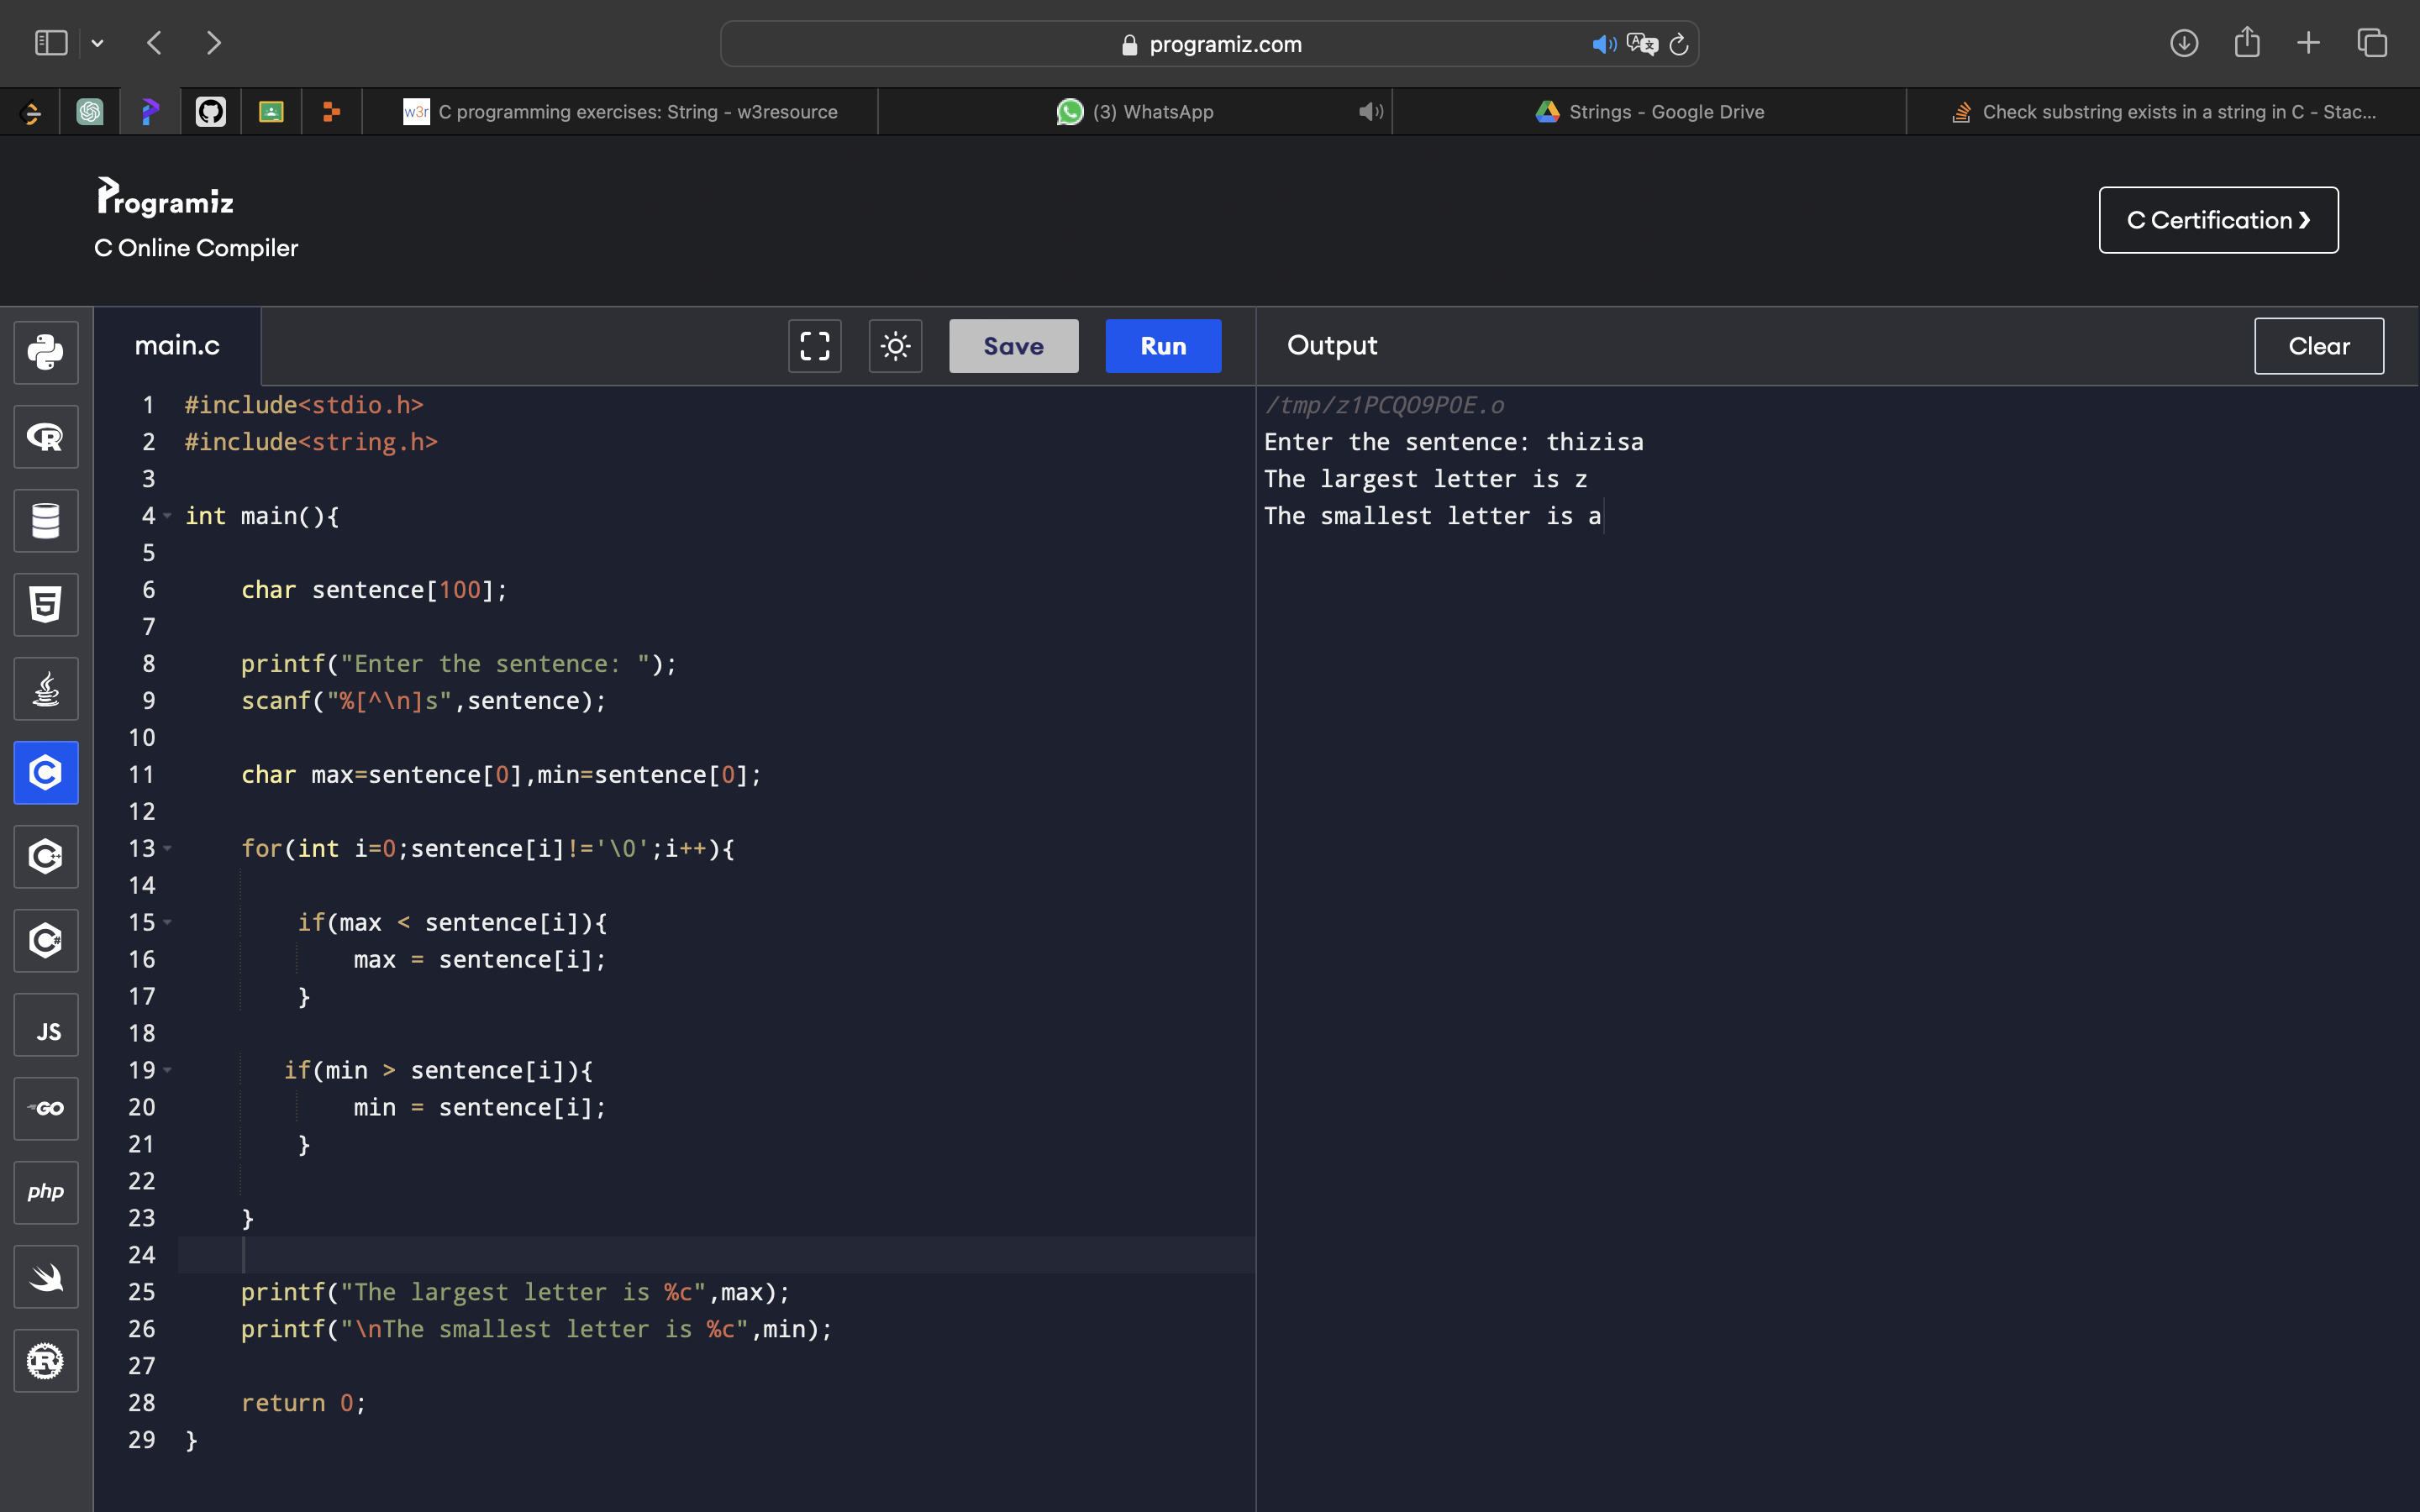 programiz.com
w3r C programming exercises: String - w3resource
(3) WhatsApp
Strings - Google Drive
Check substring exists in a string in C - Stac...
Programiz
C Online Compiler
C Certification ❯
main.c
Save
Run
Output
Clear
1 #include<stdio.h>
2 #include<string.h>
3
4 int main(){
5
6     char sentence[100];
7
8     printf("Enter the sentence: ");
9     scanf("%[^\n]s",sentence);
10
11     char max=sentence[0],min=sentence[0];
12
13     for(int i=0;sentence[i]!='\0';i++){
14
15         if(max < sentence[i]){
16             max = sentence[i];
17         }
18
19        if(min > sentence[i]){
20             min = sentence[i];
21         }
22
23     }
24
25     printf("The largest letter is %c",max);
26     printf("\nThe smallest letter is %c",min);
27
28     return 0;
29 }
/tmp/z1PCQO9P0E.o
Enter the sentence: thizisa
The largest letter is z
The smallest letter is a
R
5
C
C++
C#
JS
GO
php
R